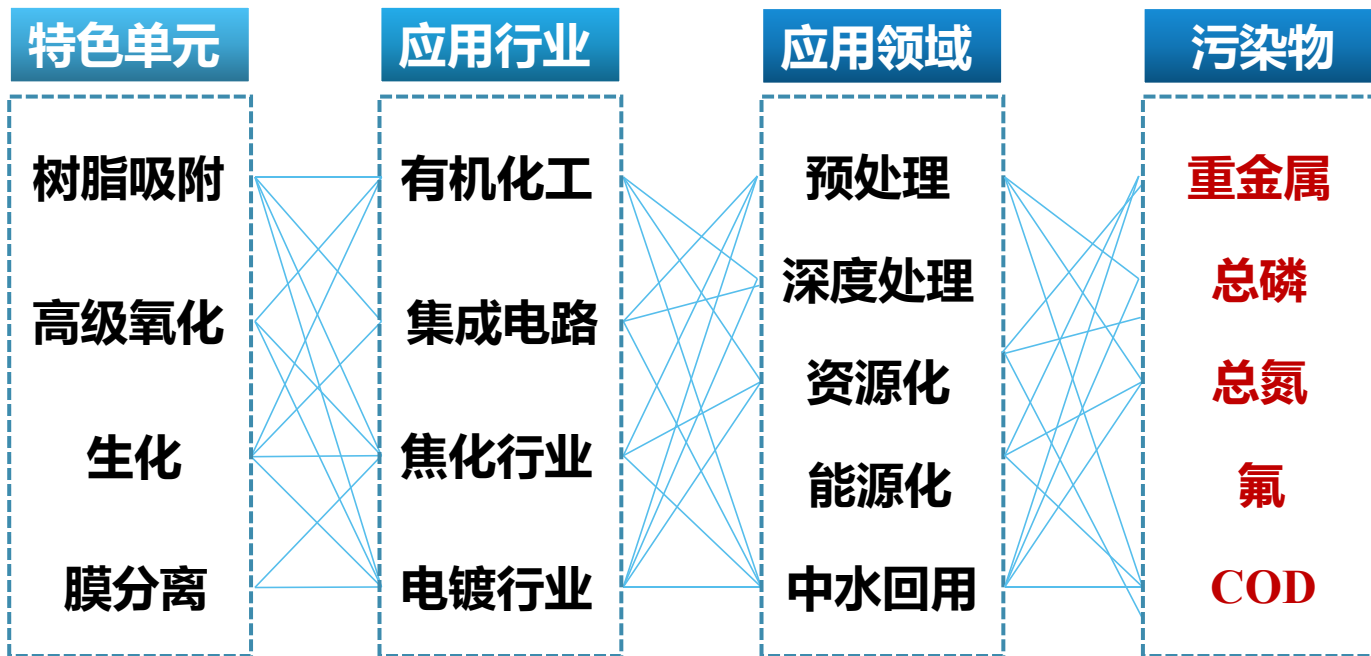 特色单元
应用行业
应用领域
污染物
树脂吸附
高级氧化
生化
膜分离
有机化工
集成电路
焦化行业
电镀行业
预处理
深度处理
资源化
能源化
中水回用
重金属
总磷
总氮
氟
COD